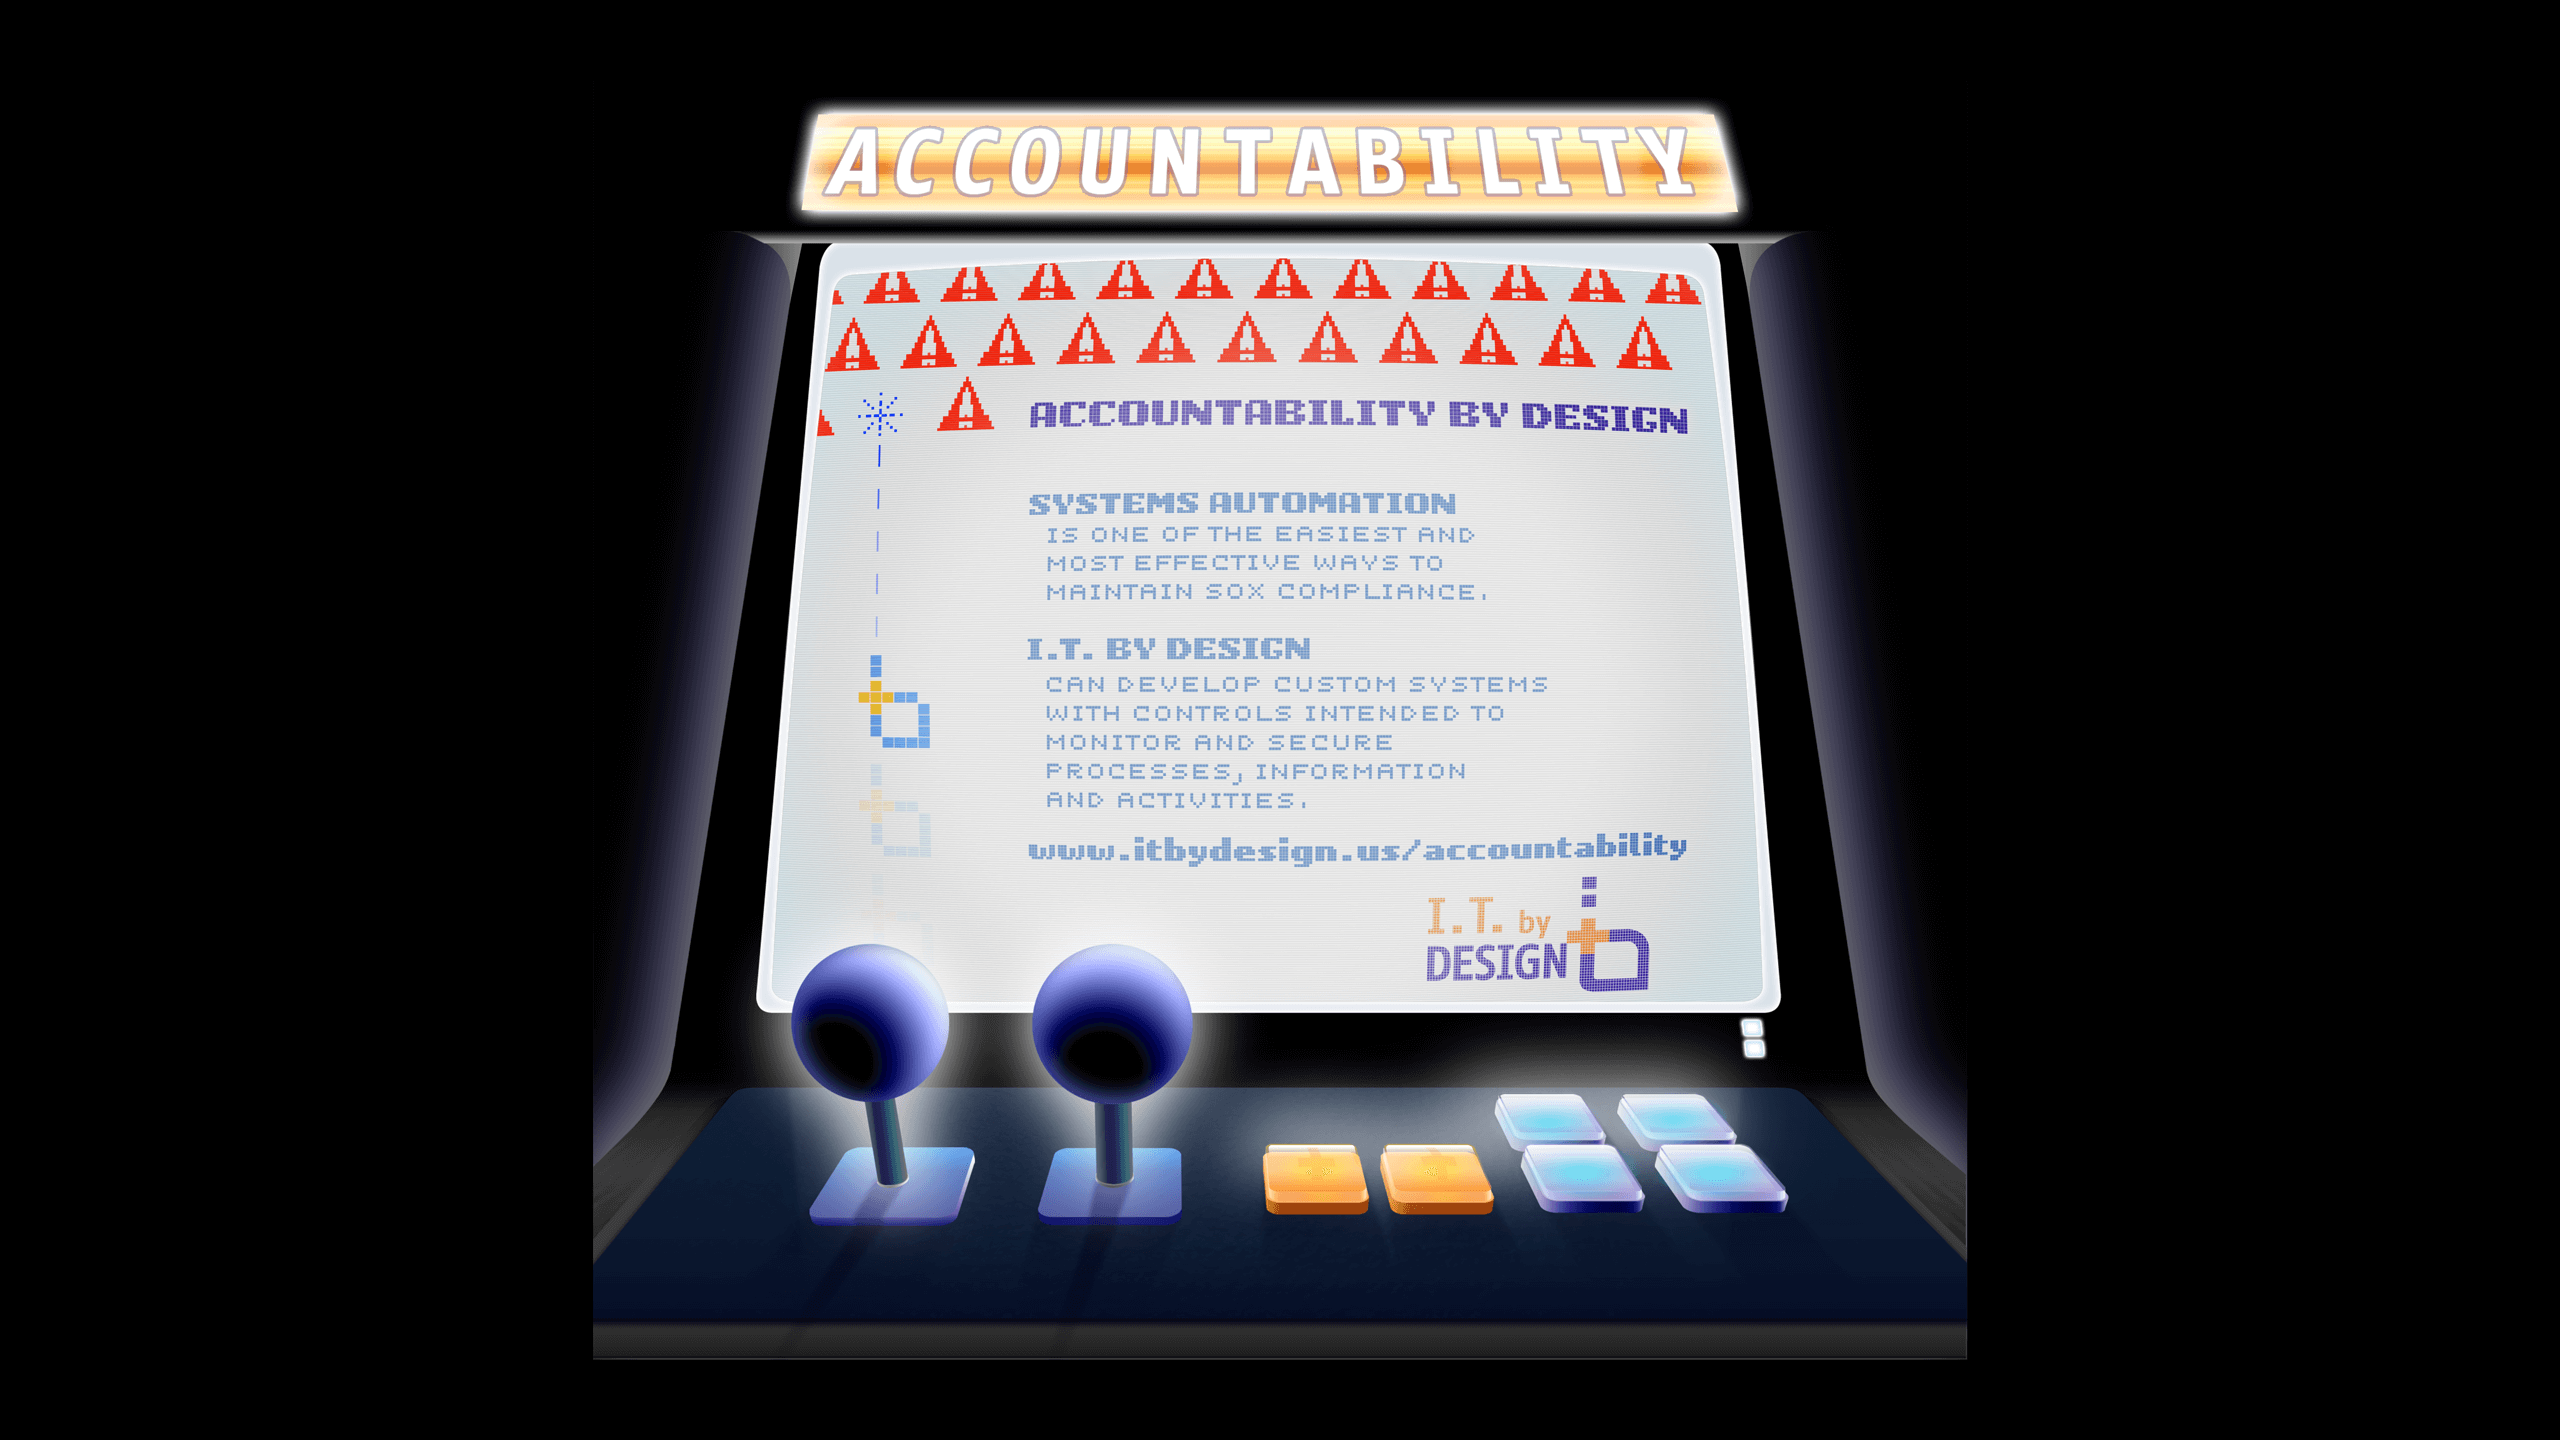 ACCOUNTABILITY
ACCOUNTABILITY BY DESIGN
SYSTEMS AUTOMATION
IS ONE OF THE EASIEST AND
MOST EFFECTIVE WAYS TO
MAINTAIN SOX COMPLIANCE.
I.T. BY DESIGN
CAN DEVELOP CUSTOM SYSTEMS
WITH CONTROLS INTENDED TO
MONITOR AND SECURE
PROCESSES, INFORMATION
AND ACTIVITIES.
www.itbydesign.us/accountability
I.T. by
DESIGN